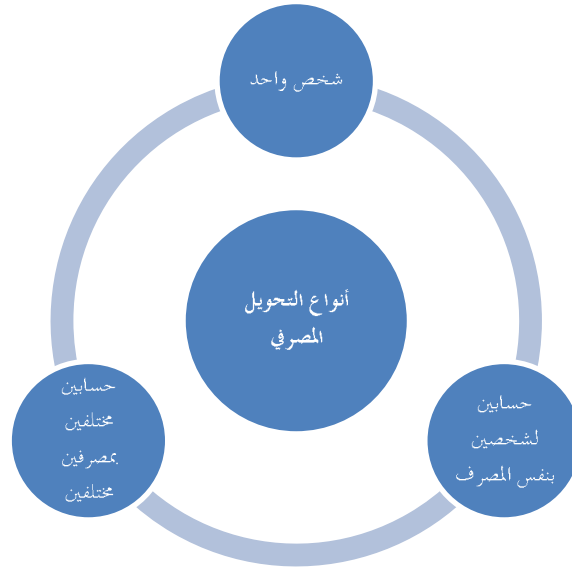 شخص واحد
أنواع التحويل
المصرفي
حسابين
لشخصين
بنفس المصرف
حسابين
مختلفين
بمصرفين
مختلفين